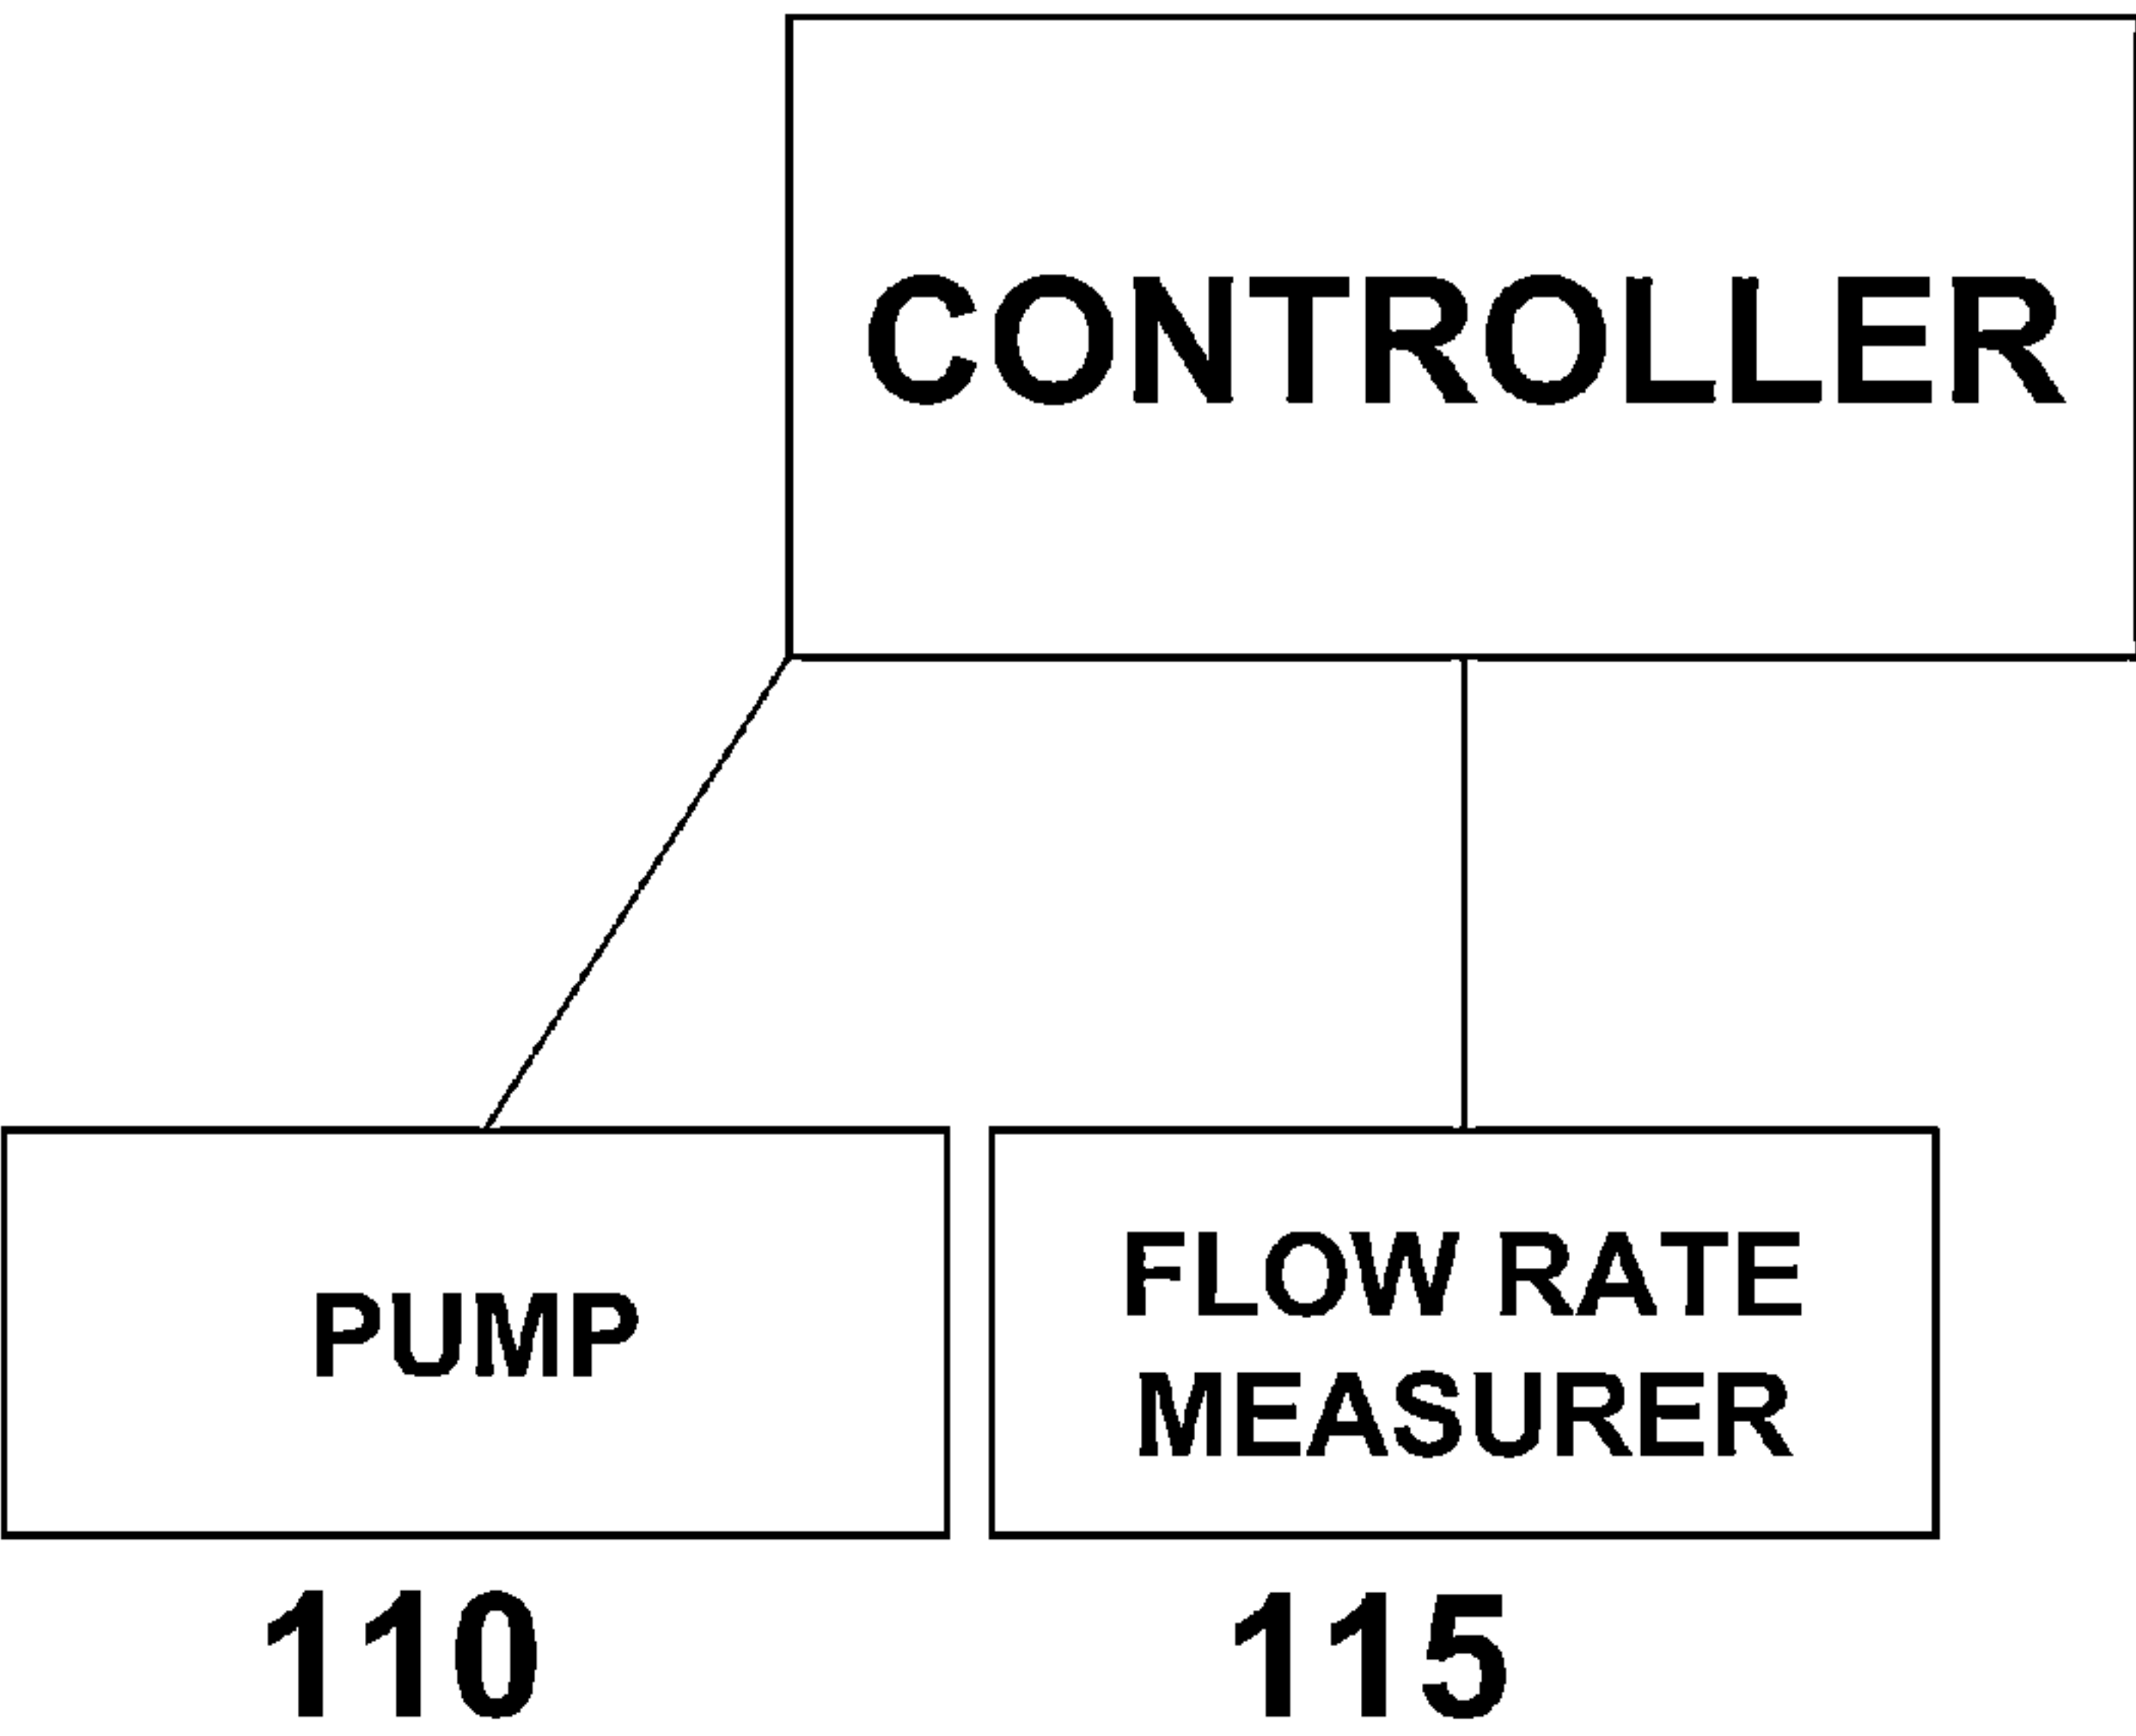 CONTROLLER
PUMP
FLOW RATE
MEASURER
110
115